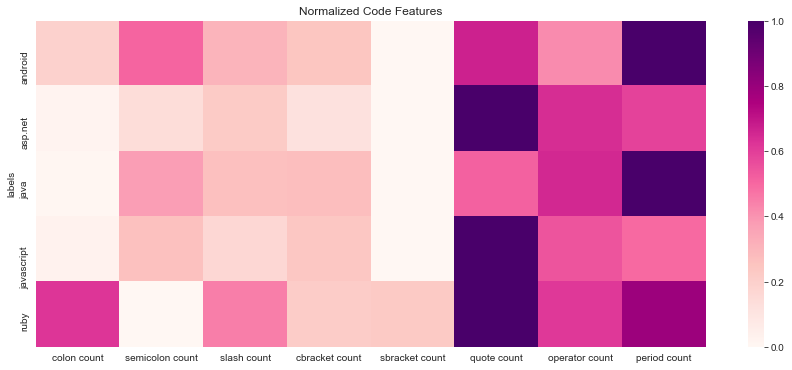 Normalized Code Features
labels
android
asp.net
java
javascript
ruby
colon count
semicolon count
slash count
cbracket count
sbracket count
quote count
operator count
period count
1.0
0.8
0.6
0.4
0.2
0.0